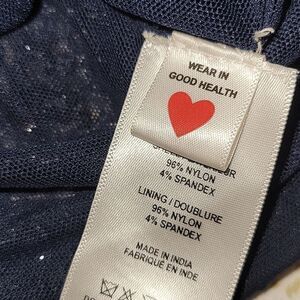 WEAR IN
GOOD HEALTH
96% NYLON
4% SPANDEX
LINING / DOUBLURE
96% NYLON
4% SPANDEX
MADE IN INDIA
FABRIQUÉ EN INDE